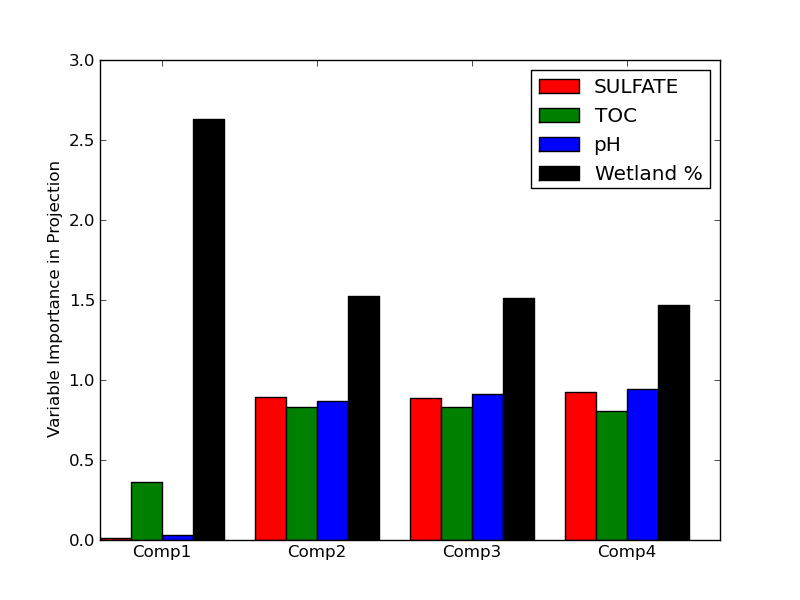 3.0
2.5
2.0
1.5
1.0
0.5
0.0
Variable Importance in Projection
SULFATE
TOC
pH
Wetland %
Comp1
Comp2
Comp3
Comp4